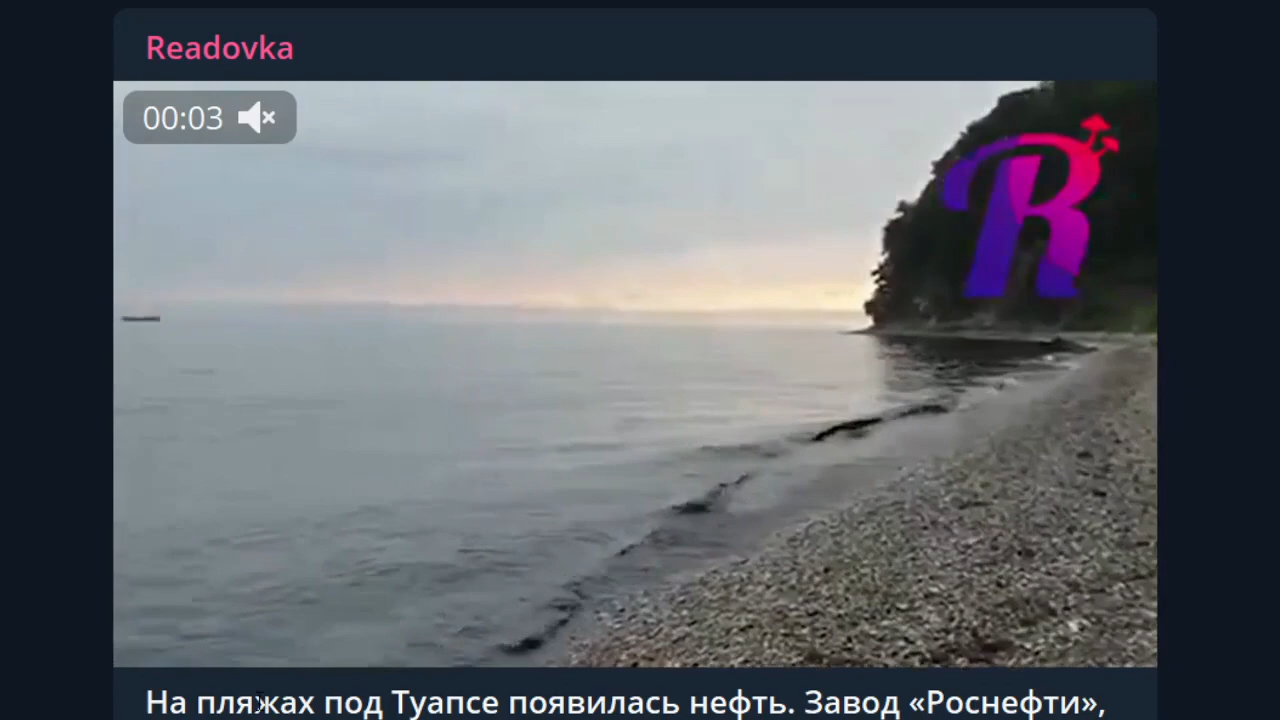 Readovka
00:03
R
На пляжах под Туапсе появилась нефть. Завод «Роснефти»,